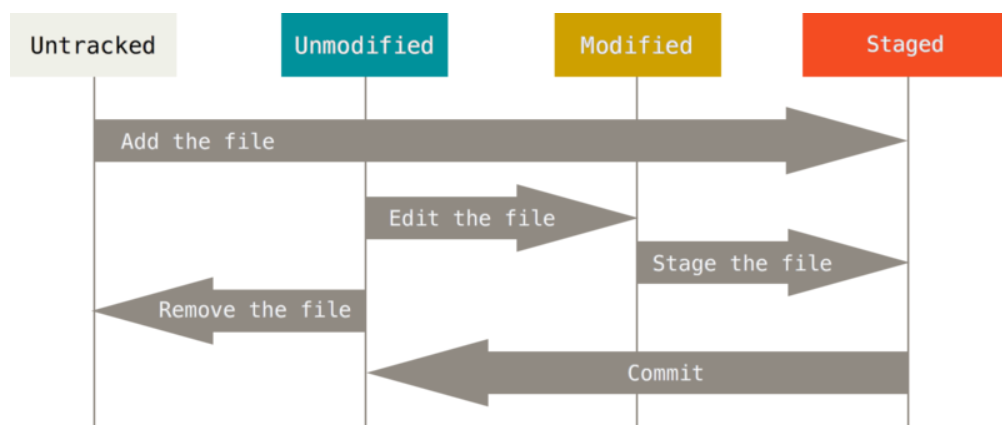 Untracked
Unmodified
Modified
Staged
Add the file
Edit the file
Stage the file
Remove the file
Commit